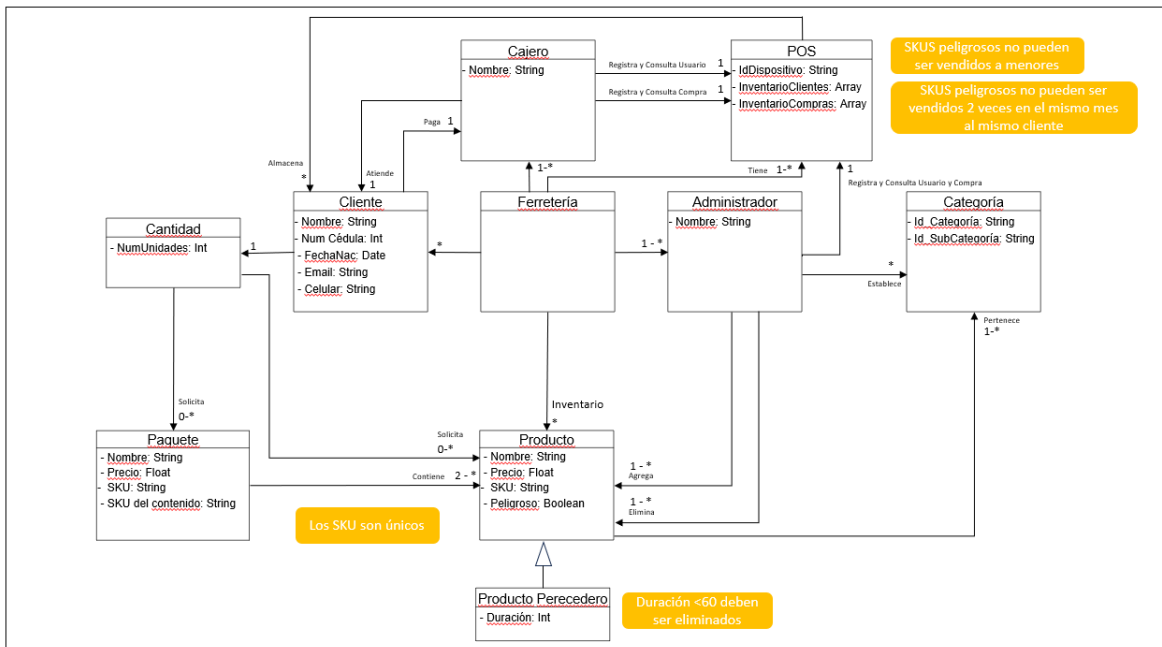 Cajero
- Nombre: String
Registra y Consulta Usuario
1
Registra y Consulta Compra
1
POS
- IdDispositivo: String
- InventarioClientes: Array
- InventarioCompras: Array
SKUS peligrosos no pueden
ser vendidos a menores
SKUS peligrosos no pueden ser
vendidos 2 veces en el mismo mes
al mismo cliente
Paga
1
Almacena
*
Atiende
1
1-*
Tiene
1-*
1
Registra y Consulta Usuario y Compra
Cantidad
- NumUnidades: Int
1
Cliente
- Nombre: String
- Num Cédula: Int
- FechaNac: Date
- Email: String
- Celular: String
*
Ferretería
1 - *
Administrador
- Nombre: String
*
Establece
Categoría
- Id_Categoría: String
- Id_SubCategoría: String
Pertenece
1-*
Solicita
0-*
Inventario
*
Solicita
0-*
Paquete
- Nombre: String
- Precio: Float
- SKU: String
- SKU del contenido: String
Contiene
2 - *
Producto
- Nombre: String
- Precio: Float
- SKU: String
- Peligroso: Boolean
1 - *
Agrega
1 - *
Elimina
Los SKU son únicos
Producto Perecedero
- Duración: Int
Duración <60 deben
ser eliminados